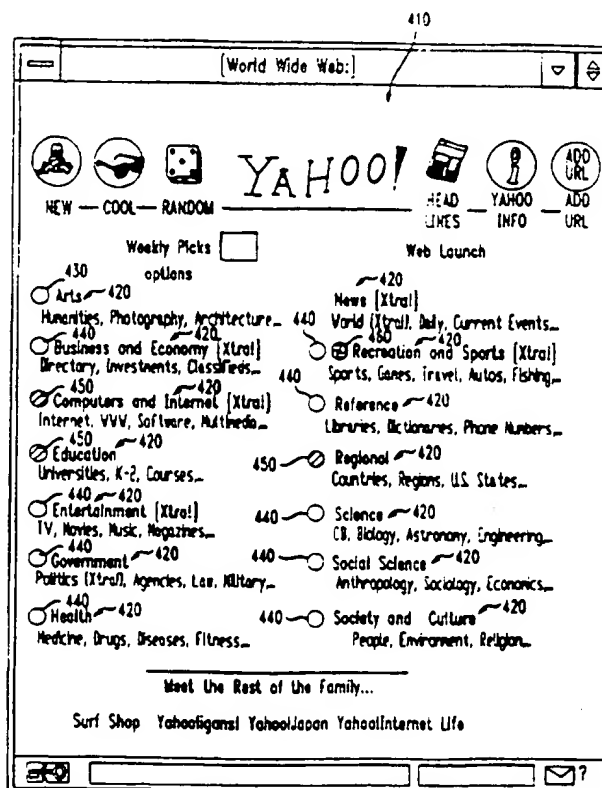 410
[World Wide Web:]
YAHOO!
ADD
URL
NEW — COOL — RANDOM
HEAD
LINES — YAHOO
INFO — ADD
URL
Weekly Picks
Web Launch
options
430
Arts 420
Humanities, Photography, Architecture...
440 420
Business and Economy [Xtra!]
Directory, Investments, Classifieds...
450 420
Computers and Internet [Xtra!]
Internet, VVV, Software, Multimedia...
450 420
Education
Universities, K-2, Courses...
440 420
Entertainment [Xtra!]
TV, Movies, Music, Magazines...
440
Government 420
Politics [Xtra!], Agencies, Law, Military...
440
Health 420
Medicine, Drugs, Diseases, Fitness...
420
News [Xtra!]
World [Xtra!], Daily, Current Events...
440 460 420
Recreation and Sports [Xtra!]
Sports, Games, Travel, Autos, Fishing...
440
Reference 420
Libraries, Dictionaries, Phone Numbers...
450 Regional 420
Countries, Regions, U.S. States...
440 Science 420
CB, Biology, Astronomy, Engineering...
440 Social Science 420
Anthropology, Sociology, Economics...
440 Society and Culture 420
People, Environment, Religion...
Meet the Rest of the Family...
Surf Shop Yahooligans! Yahoo!Japan Yahoo!Internet Life
?